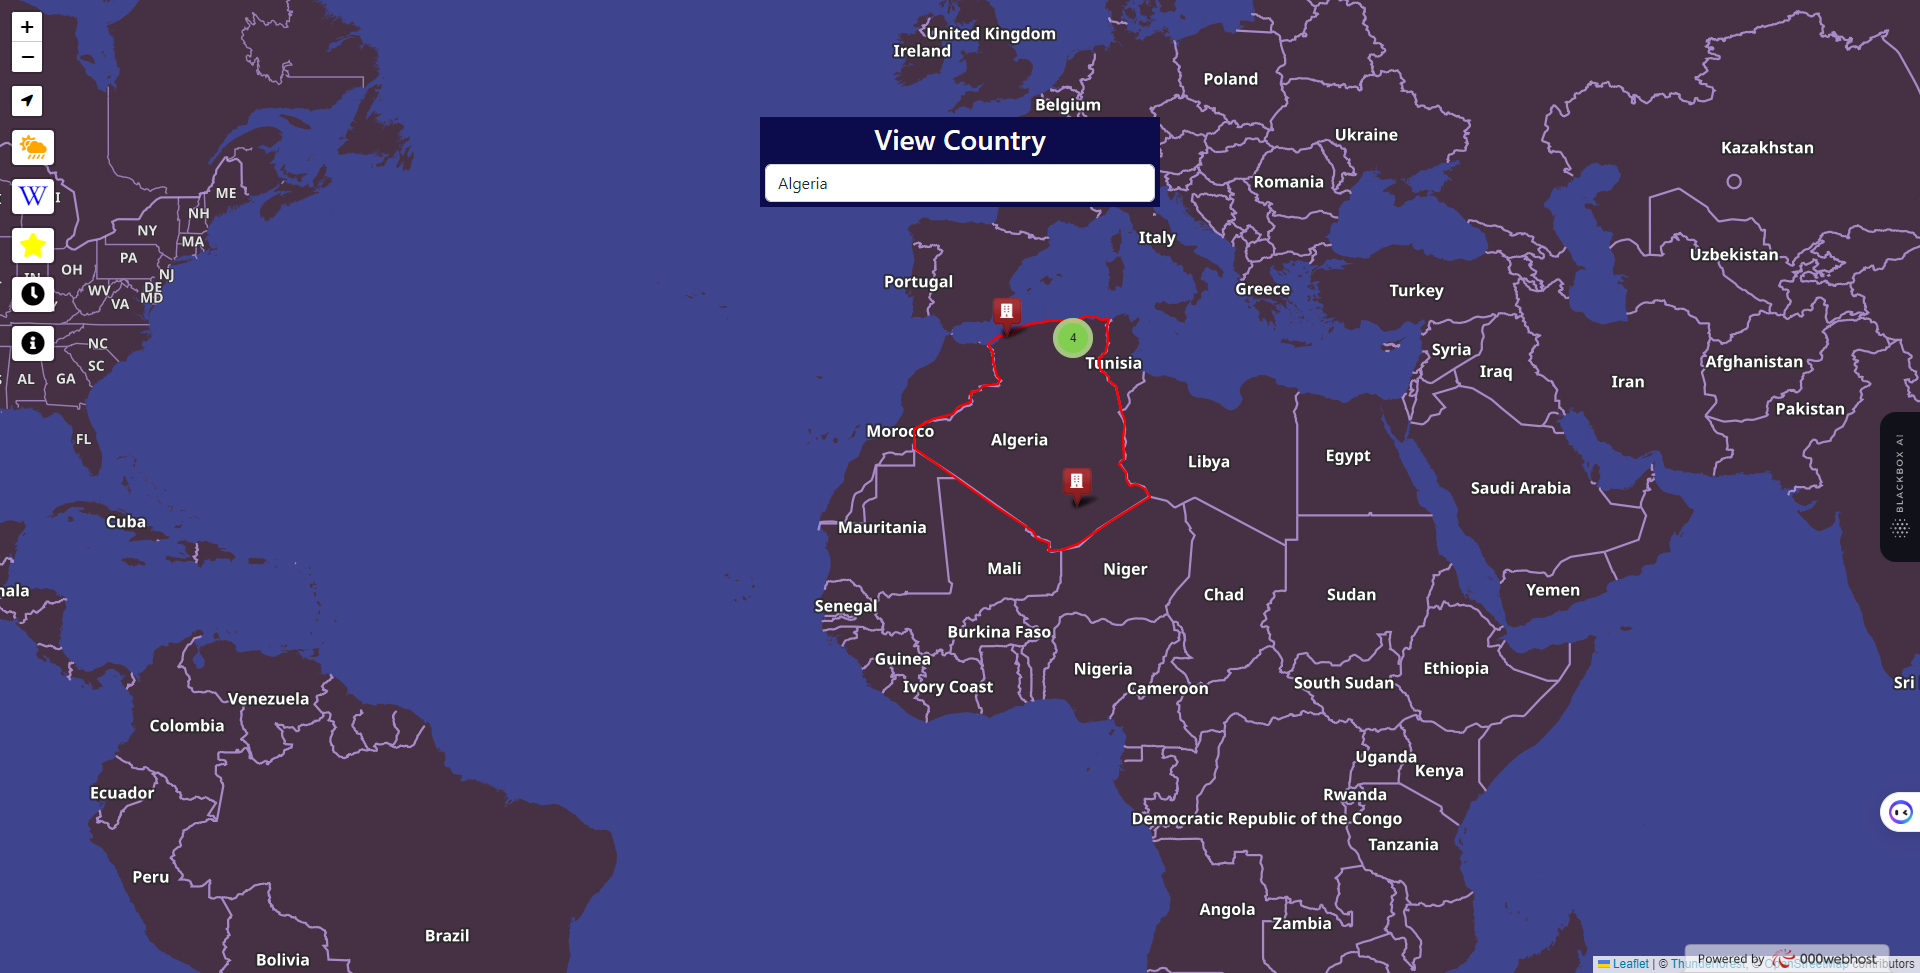 +
−
United Kingdom
Ireland
Poland
Belgium
Ukraine
Kazakhstan
View Country
Algeria
Romania
W
ME
NH
NY
MA
Italy
PA
OH
NJ
Uzbekistan
Portugal
WV
DE
MD
VA
Greece
Turkey
4
NC
SC
Syria
Tunisia
Afghanistan
Iraq
AL
GA
Iran
Pakistan
FL
Morocco
Algeria
Egypt
Libya
Saudi Arabia
BLACKBOX AI
Cuba
Mauritania
Mali
Niger
nala
Yemen
Chad
Sudan
Senegal
Burkina Faso
Guinea
Nigeria
Ethiopia
Ivory Coast
Cameroon
South Sudan
Sri
Venezuela
Colombia
Uganda
Kenya
Ecuador
Rwanda
Democratic Republic of the Congo
Tanzania
Peru
Angola
Zambia
Brazil
Bolivia
Powered by 000webhost
Leaflet | © Thunderforest, © OpenStreetMap contributors